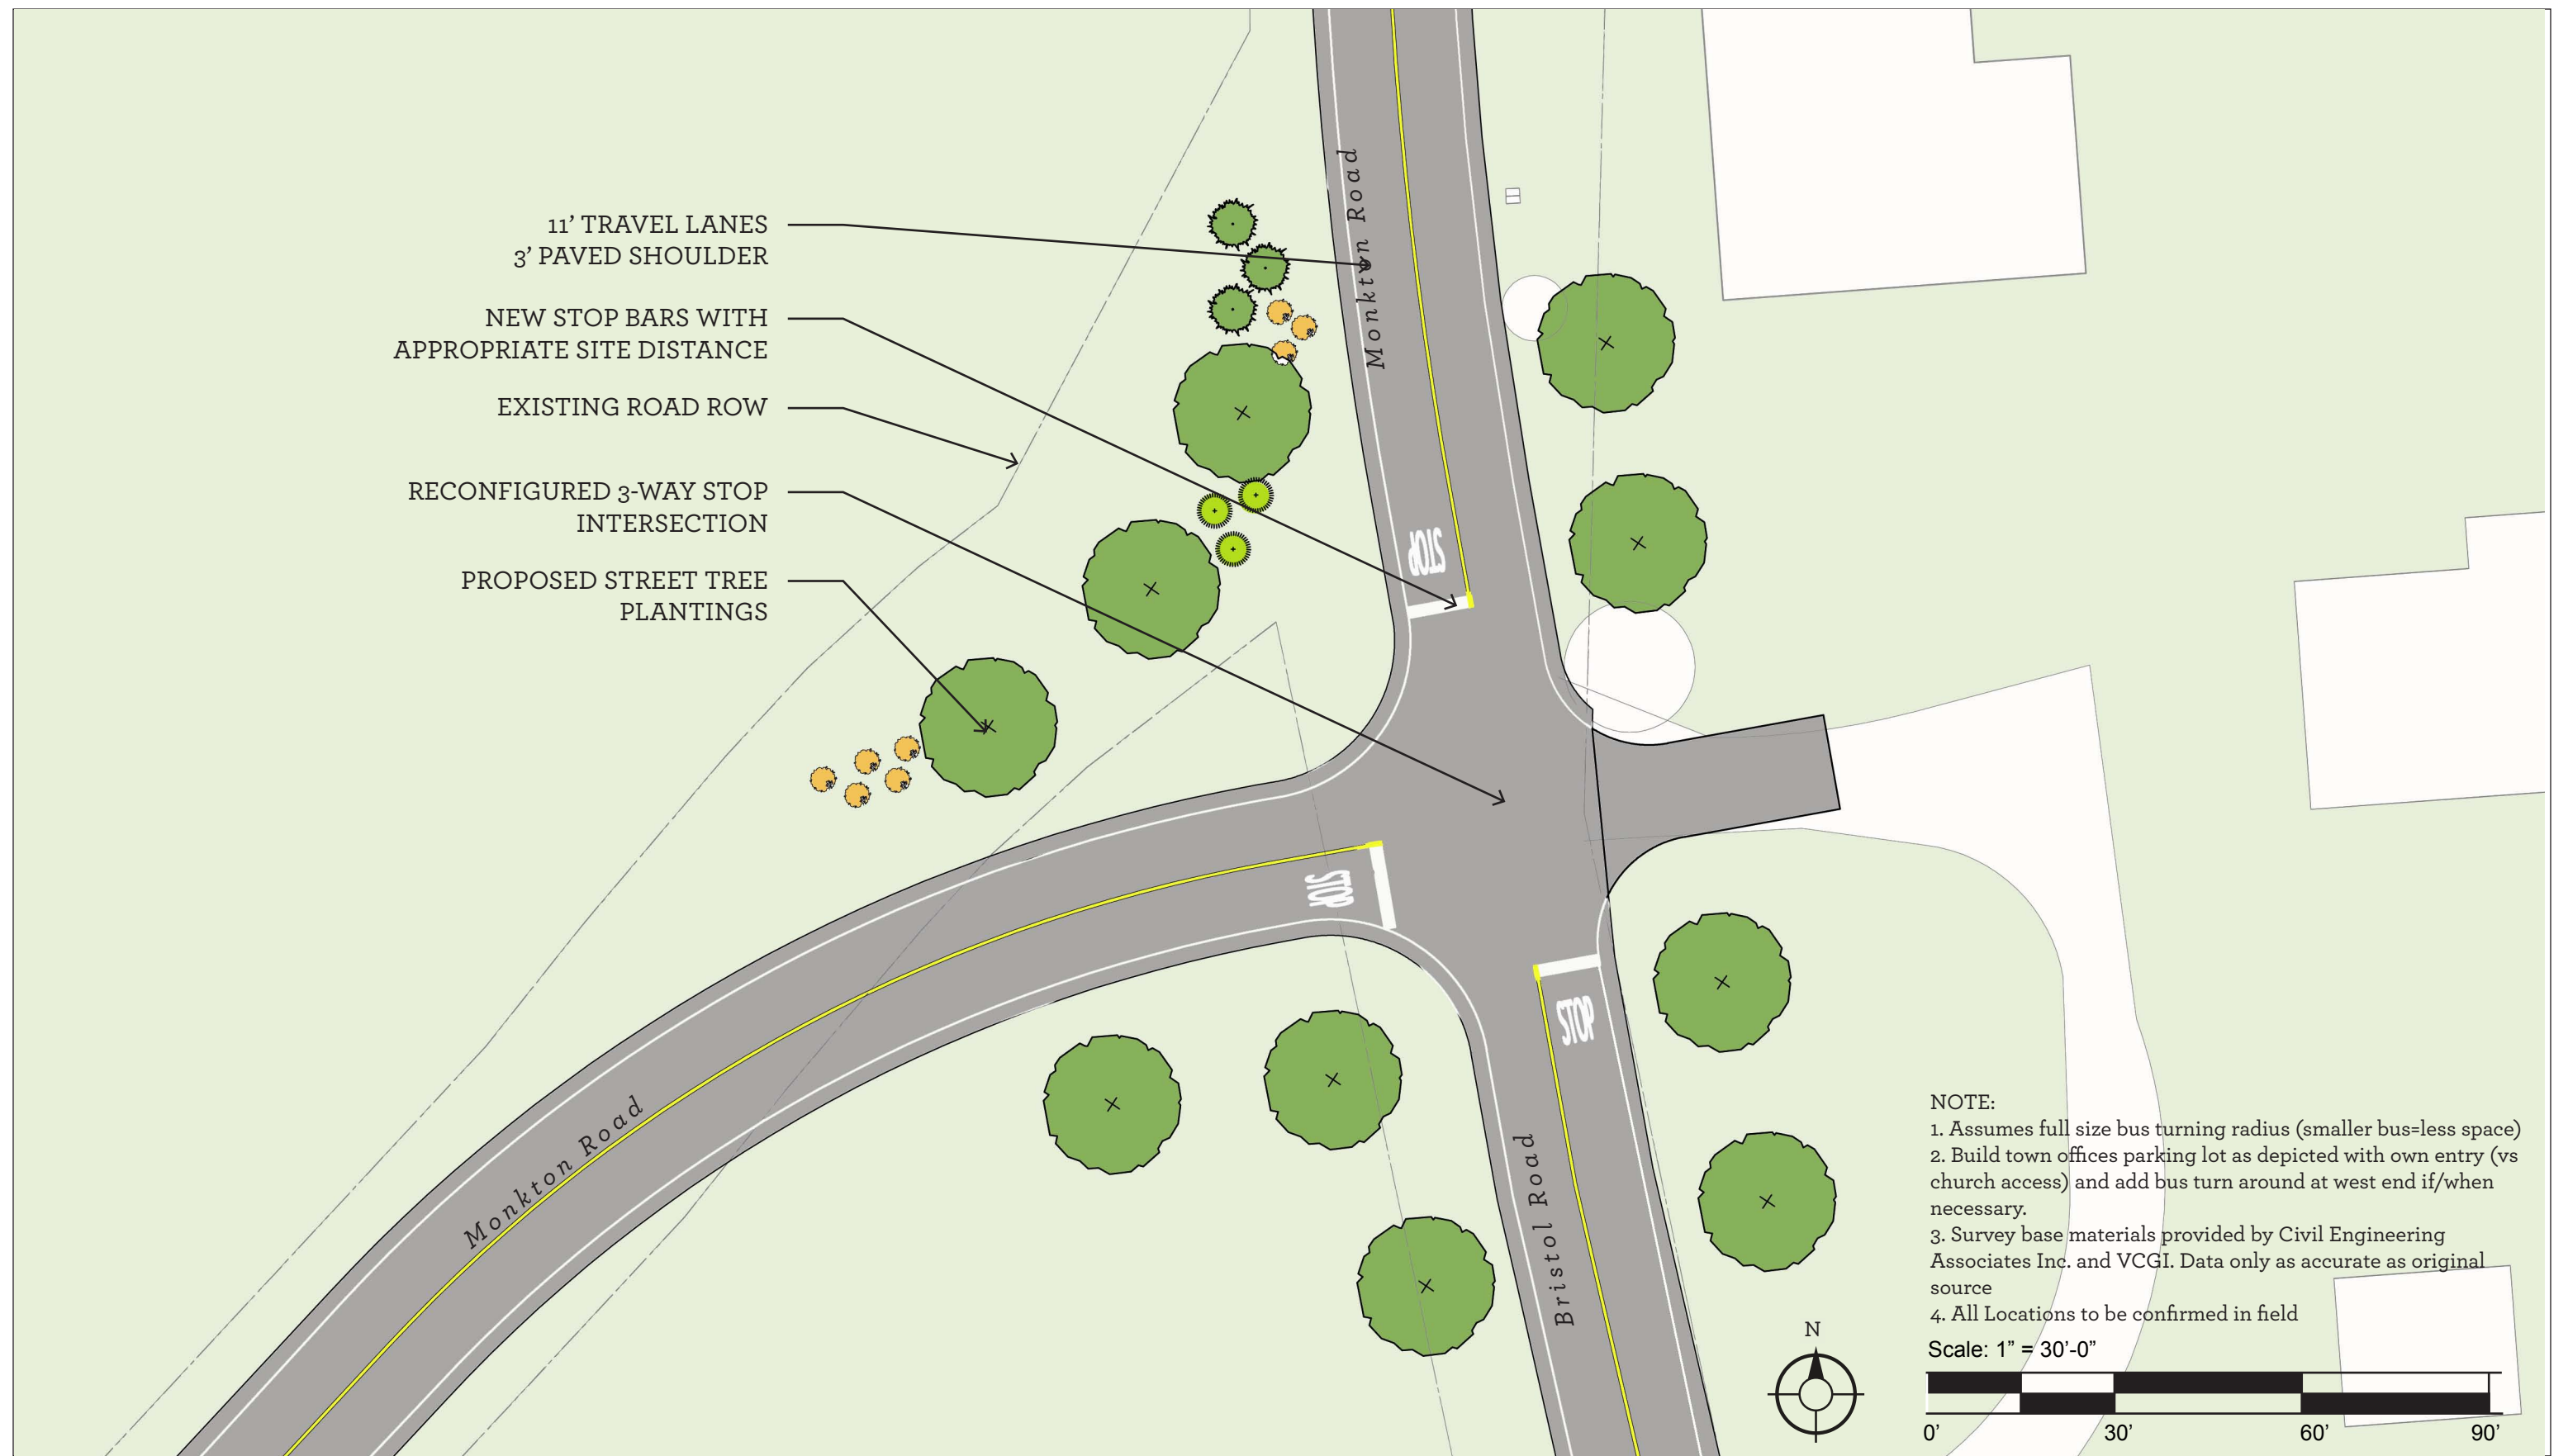 11’ TRAVEL LANES
3’ PAVED SHOULDER
NEW STOP BARS WITH
APPROPRIATE SITE DISTANCE
EXISTING ROAD ROW
RECONFIGURED 3-WAY STOP
INTERSECTION
PROPOSED STREET TREE
PLANTINGS
Monkton Road
STOP
STOP
STOP
Monkton Road
Bristol Road
NOTE:
1. Assumes full size bus turning radius (smaller bus=less space)
2. Build town offices parking lot as depicted with own entry (vs
church access) and add bus turn around at west end if/when
necessary.
3. Survey base materials provided by Civil Engineering
Associates Inc. and VCGI. Data only as accurate as original
source
4. All Locations to be confirmed in field
N
Scale: 1” = 30’-0”
0’ 30’ 60’ 90’